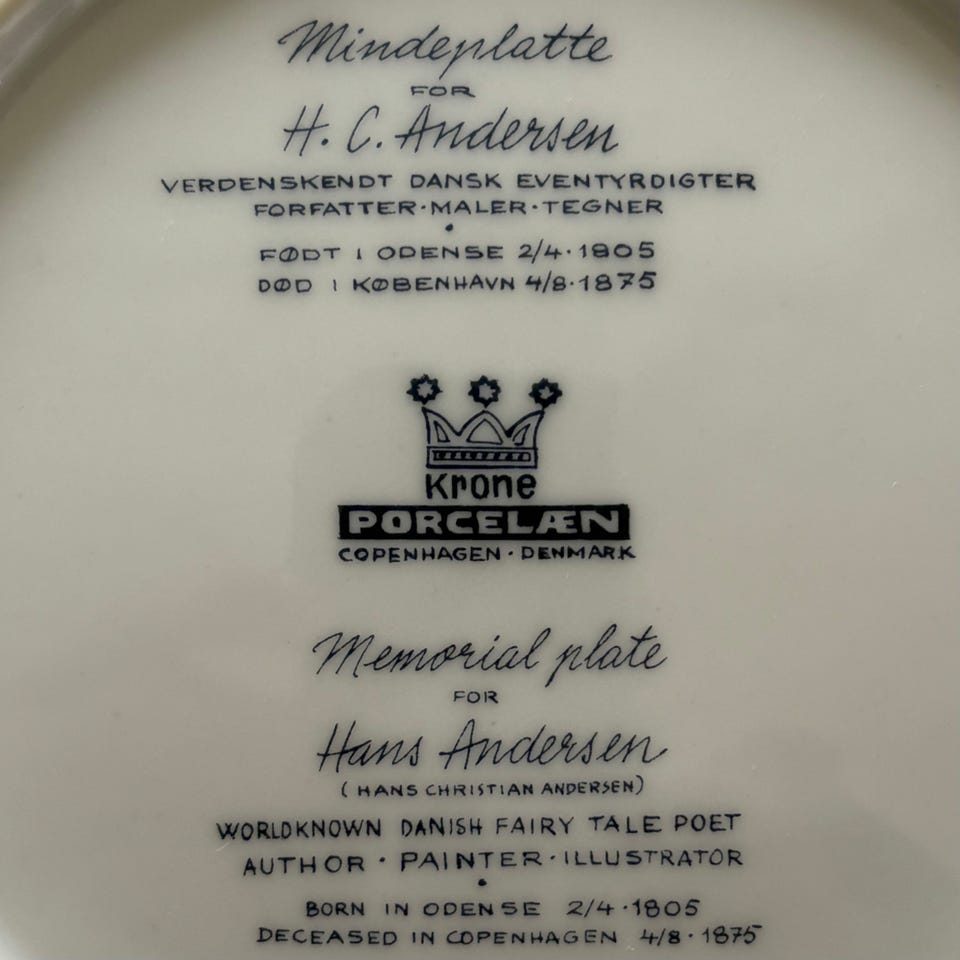 Mindeplatte
FOR
H. C. Andersen
VERDENSKENDT DANSK EVENTYRDIGTER
FORFATTER·MALER·TEGNER
•
FØDT I ODENSE 2/4·1805
DØD I KØBENHAVN 4/8·1875
Krone
PORCELÆN
COPENHAGEN · DENMARK
Memorial plate
FOR
Hans Andersen
(HANS CHRISTIAN ANDERSEN)
WORLDKNOWN DANISH FAIRY TALE POET
AUTHOR · PAINTER · ILLUSTRATOR
•
BORN IN ODENSE 2/4·1805
DECEASED IN COPENHAGEN 4/8·1875